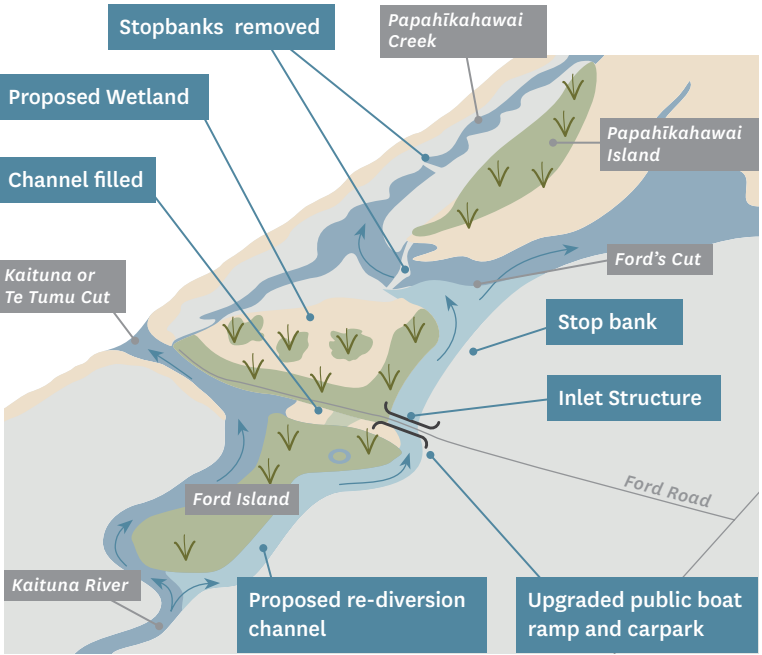 Stopbanks removed
Papahīkahawai
Creek
Proposed Wetland
Papahīkahawai
Island
Channel filled
Kaituna or
Te Tumu Cut
Ford's Cut
Stop bank
Inlet Structure
Ford Road
Ford Island
Kaituna River
Proposed re-diversion
channel
Upgraded public boat
ramp and carpark